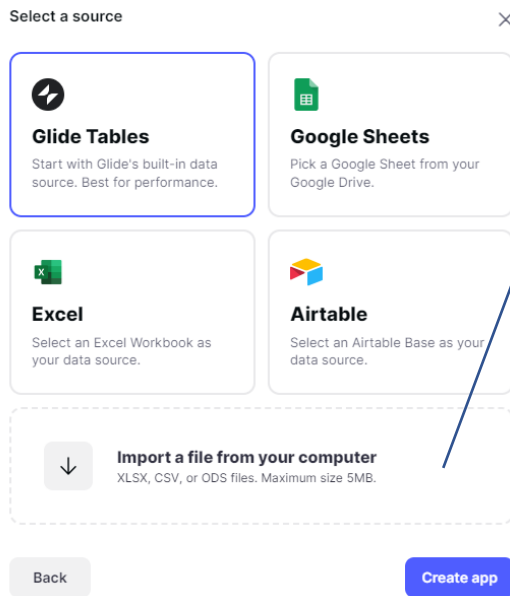 Select a source
Glide Tables
Start with Glide's built-in data
source. Best for performance.
Google Sheets
Pick a Google Sheet from your
Google Drive.
Excel
Select an Excel Workbook as
your data source.
Airtable
Select an Airtable Base as your
data source.
Import a file from your computer
XLSX, CSV, or ODS files. Maximum size 5MB.
Back
Create app